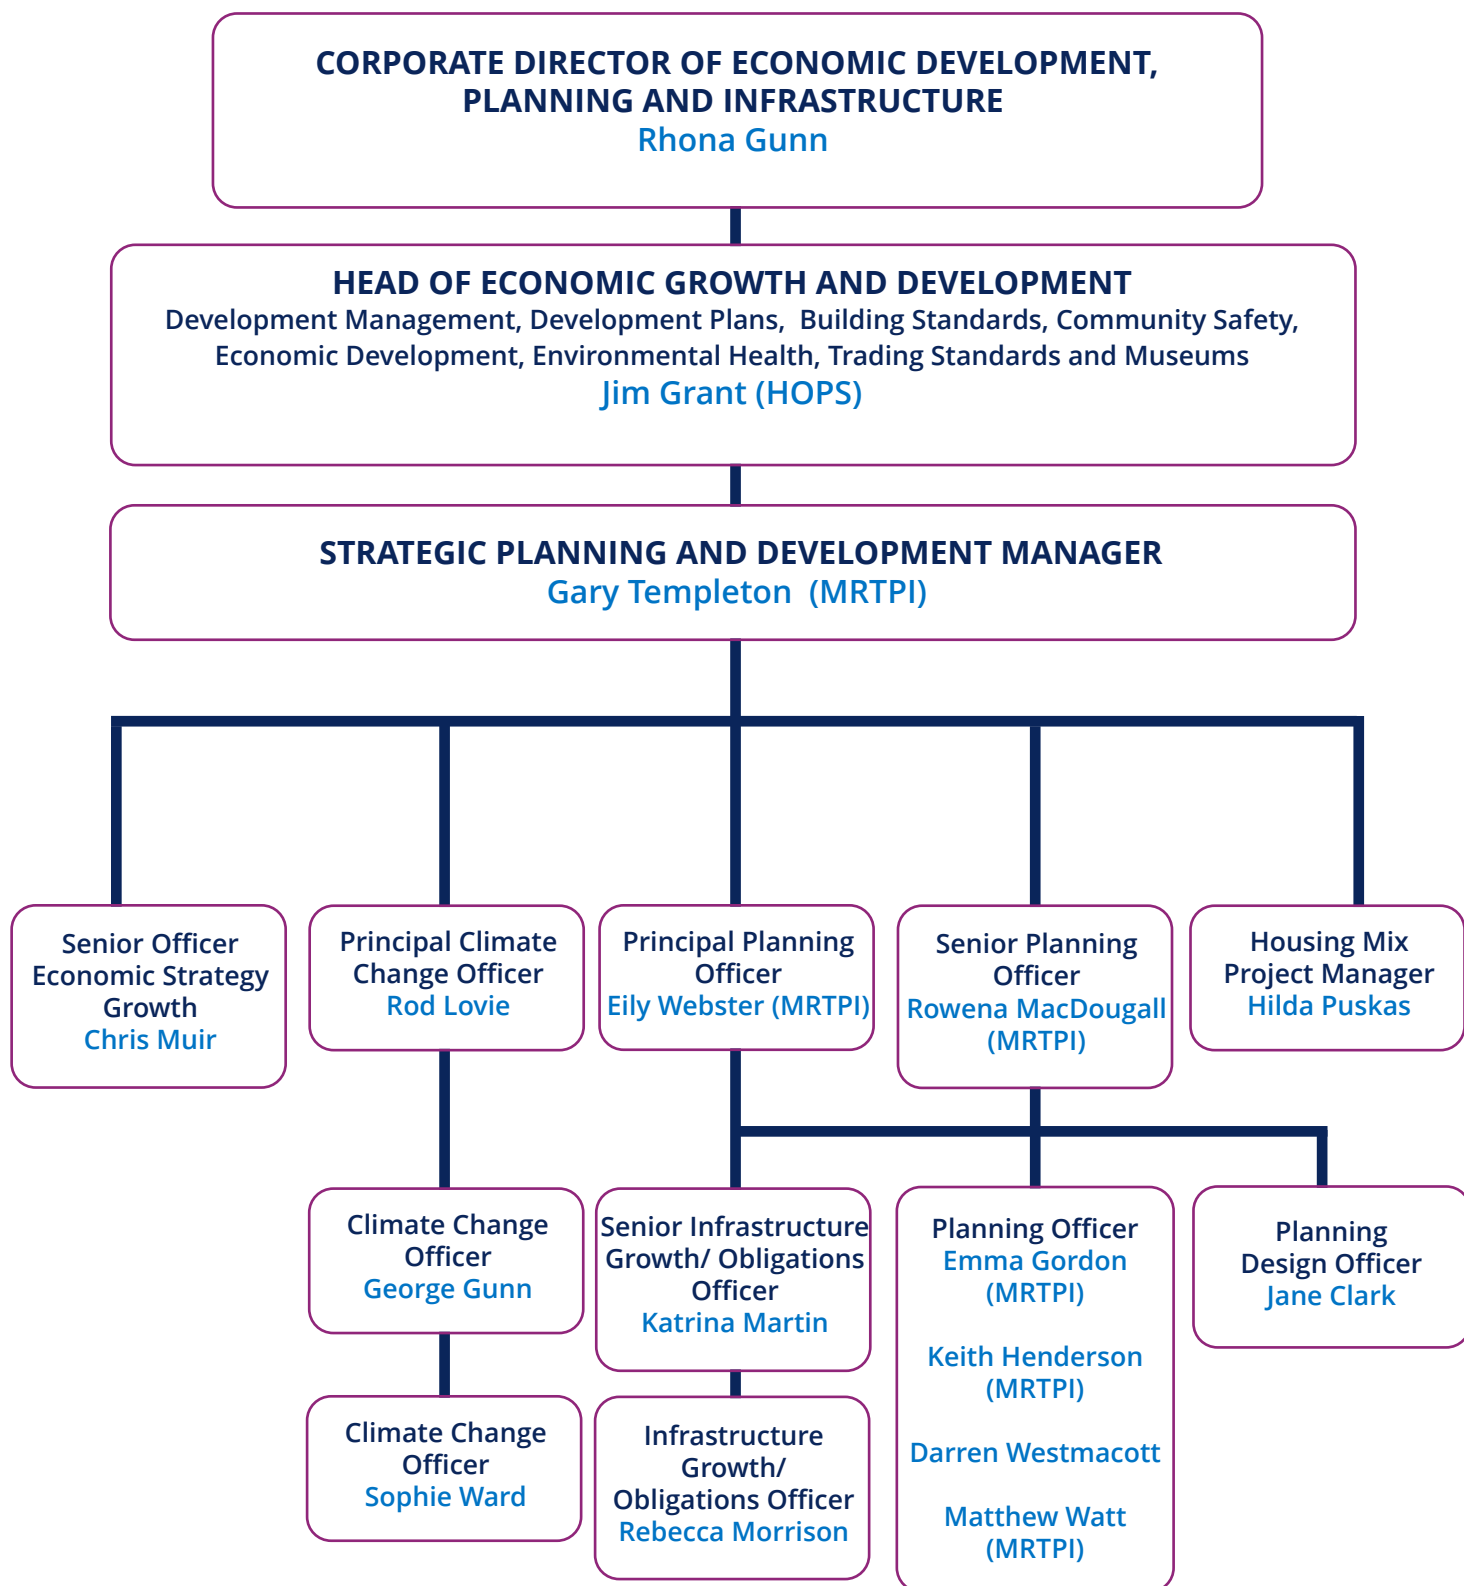 CORPORATE DIRECTOR OF ECONOMIC DEVELOPMENT,
PLANNING AND INFRASTRUCTURE
Rhona Gunn
HEAD OF ECONOMIC GROWTH AND DEVELOPMENT
Development Management, Development Plans, Building Standards, Community Safety,
Economic Development, Environmental Health, Trading Standards and Museums
Jim Grant (HOPS)
STRATEGIC PLANNING AND DEVELOPMENT MANAGER
Gary Templeton (MRTPI)
Senior Officer
Economic Strategy
Growth
Chris Muir
Principal Climate
Change Officer
Rod Lovie
Principal Planning
Officer
Eily Webster (MRTPI)
Senior Planning
Officer
Rowena MacDougall
(MRTPI)
Housing Mix
Project Manager
Hilda Puskas
Climate Change
Officer
George Gunn
Senior Infrastructure
Growth/ Obligations
Officer
Katrina Martin
Planning Officer
Emma Gordon
(MRTPI)
Keith Henderson
(MRTPI)
Darren Westmacott
Matthew Watt
(MRTPI)
Planning
Design Officer
Jane Clark
Climate Change
Officer
Sophie Ward
Infrastructure
Growth/
Obligations Officer
Rebecca Morrison